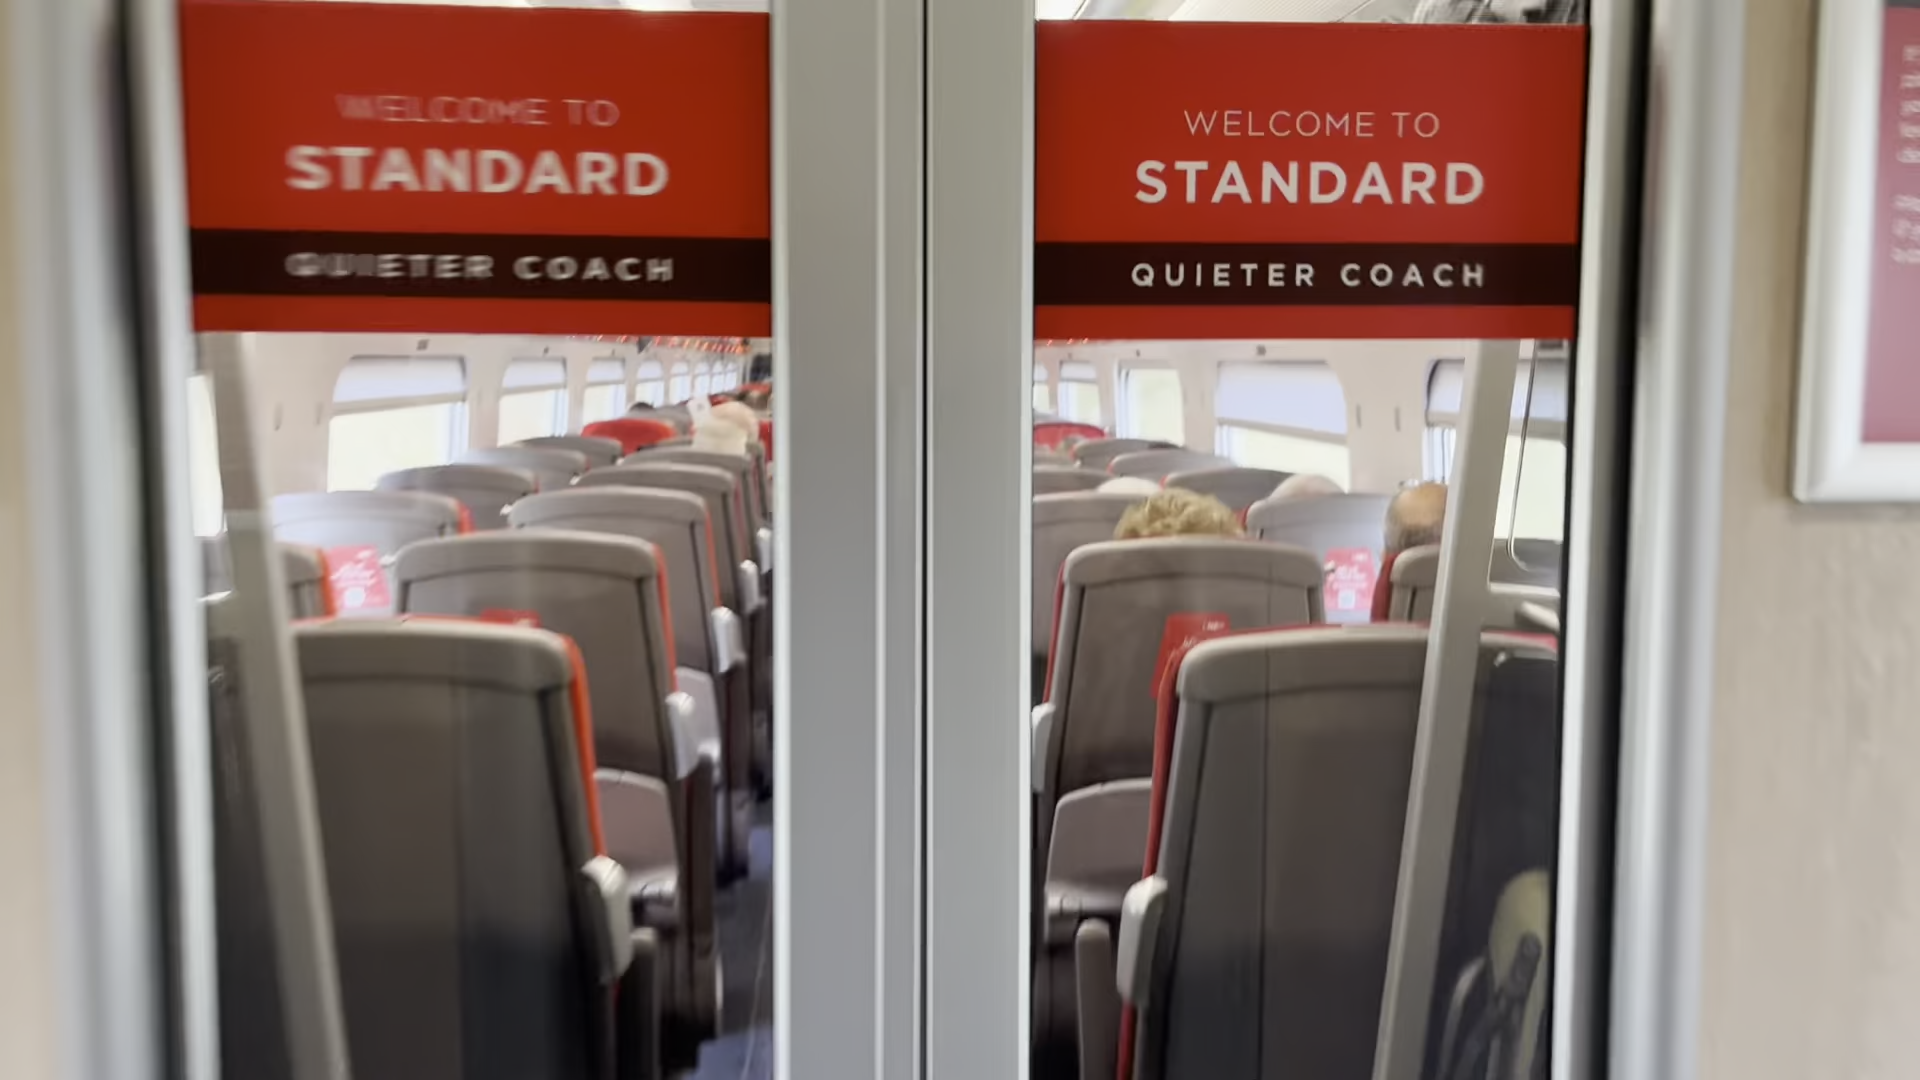 WELCOME TO
STANDARD
QUIETER COACH
WELCOME TO
STANDARD
QUIETER COACH